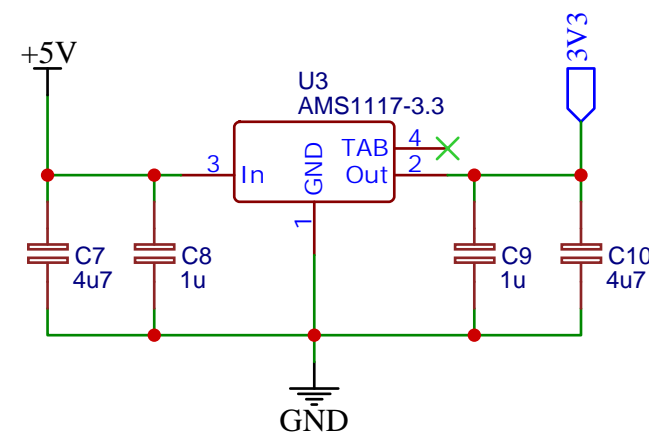 +5V
3V3
U3
AMS1117-3.3
TAB
4
3
In
GND
Out
2
1
C7
4u7
C8
1u
C9
1u
C10
4u7
GND